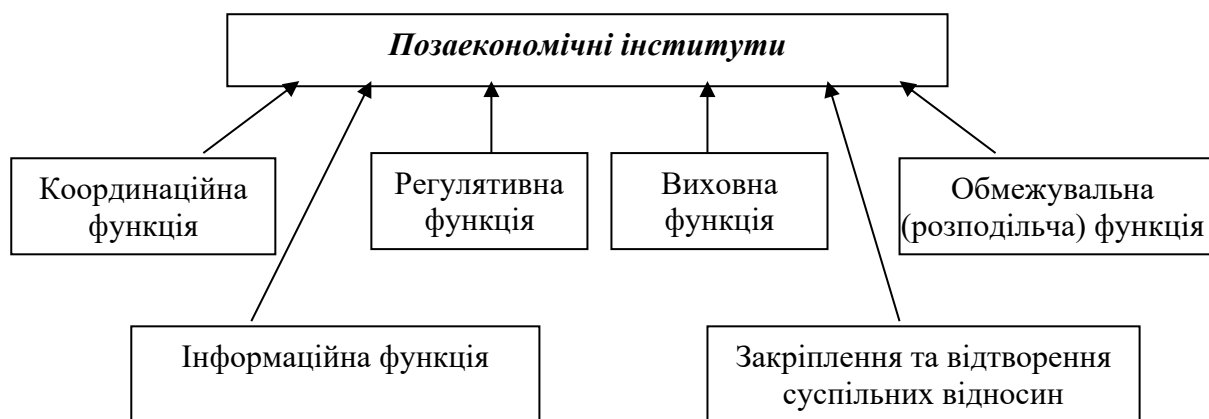 Позаекономічні інститути
Координаційна
функція
Регулятивна
функція
Виховна
функція
Обмежувальна
(розподільча) функція
Інформаційна функція
Закріплення та відтворення
суспільних відносин